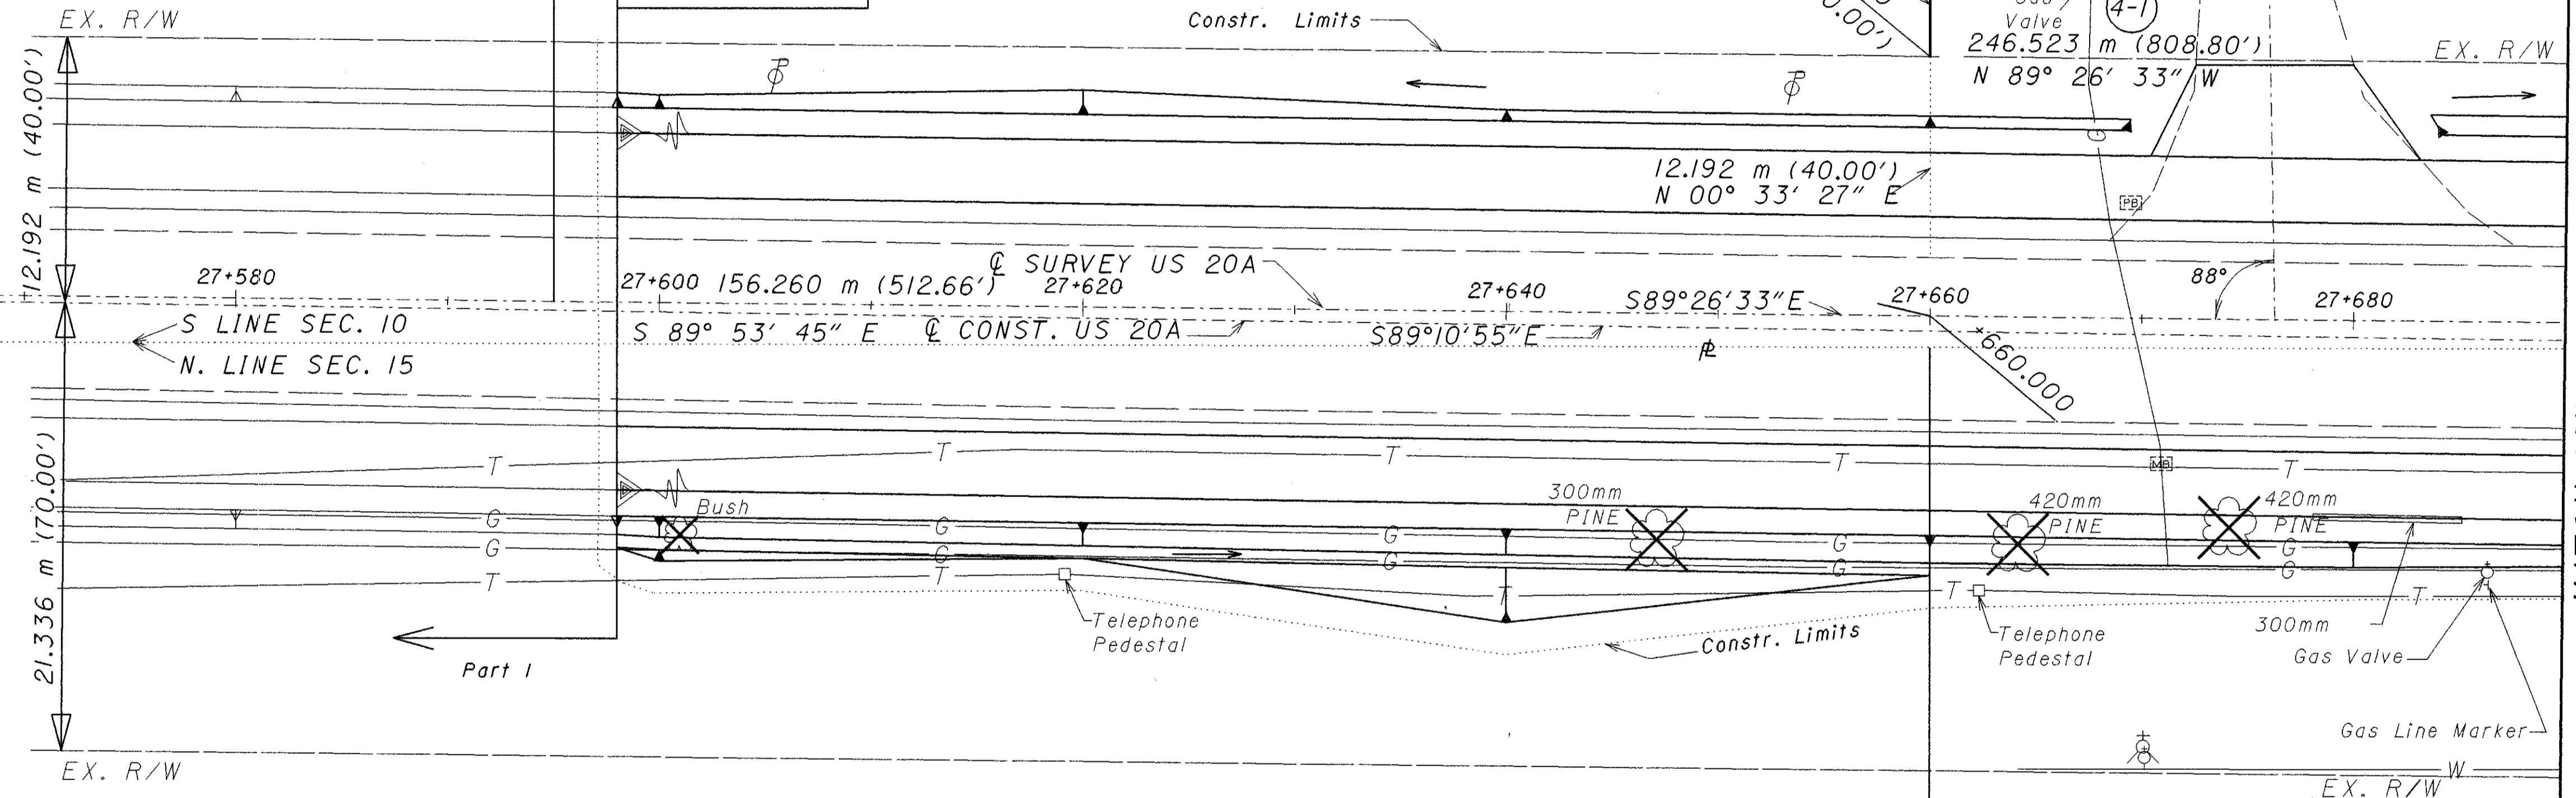 EX. R/W
Constr. Limits
Valve
4-1
246.523 m (808.80')
N 89° 26' 33" W
EX. R/W
12.192 m (40.00')
12.192 m (40.00')
N 00° 33' 27" E
PB
88°
27+580
27+600
156.260 m (512.66')
27+620
27+640
27+660
27+680
℄ SURVEY US 20A
S89°26'33"E
S LINE SEC. 10
N. LINE SEC. 15
S 89° 53' 45" E
℄ CONST. US 20A
S89°10'55"E
660.000
21.336 m (70.00')
T
T
T
T
MB
T
Bush
300mm
PINE
420mm
PINE
420mm
PINE
G
G
G
G
G
G
G
G
G
G
T
T
T
T
T
Telephone
Pedestal
Telephone
Pedestal
Constr. Limits
300mm
Gas Valve
Gas Line Marker
Part 1
EX. R/W
W
EX. R/W